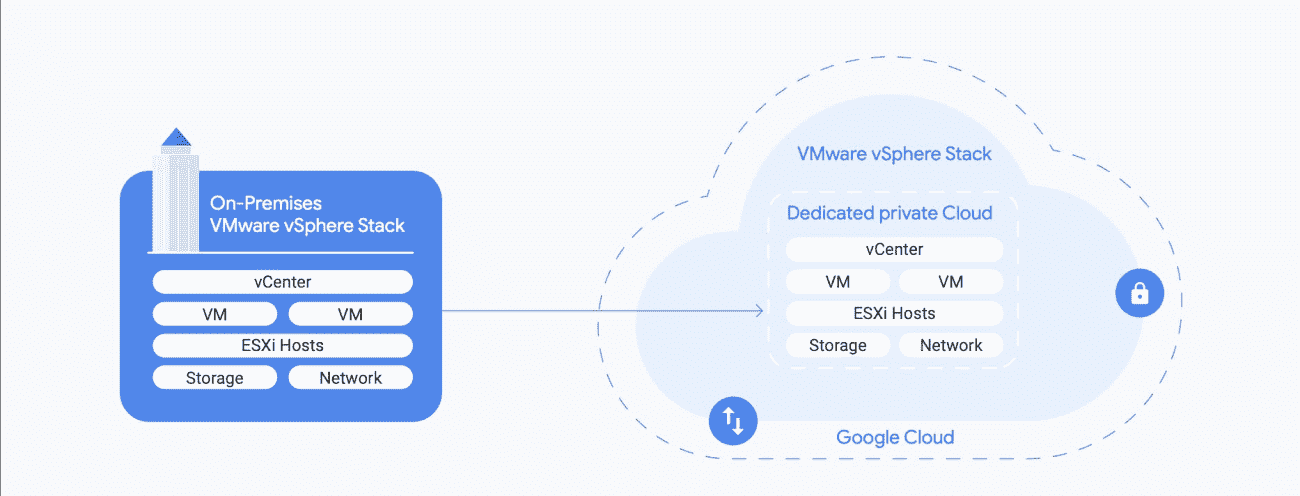 On-Premises
VMware vSphere Stack
vCenter
VM VM
ESXi Hosts
Storage Network
VMware vSphere Stack
Dedicated private Cloud
vCenter
VM VM
ESXi Hosts
Storage Network
Google Cloud